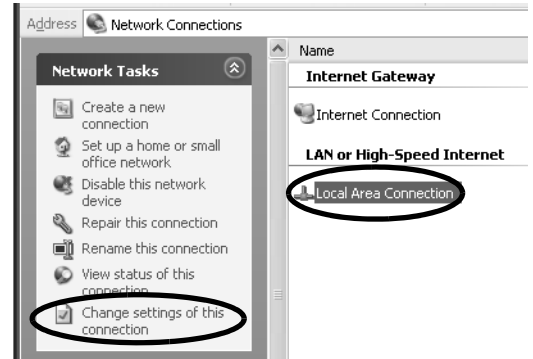 Address Network Connections
Network Tasks
Create a new
connection
Set up a home or small
office network
Disable this network
device
Repair this connection
Rename this connection
View status of this
connection
Change settings of this
connection
Name
Internet Gateway
Internet Connection
LAN or High-Speed Internet
Local Area Connection